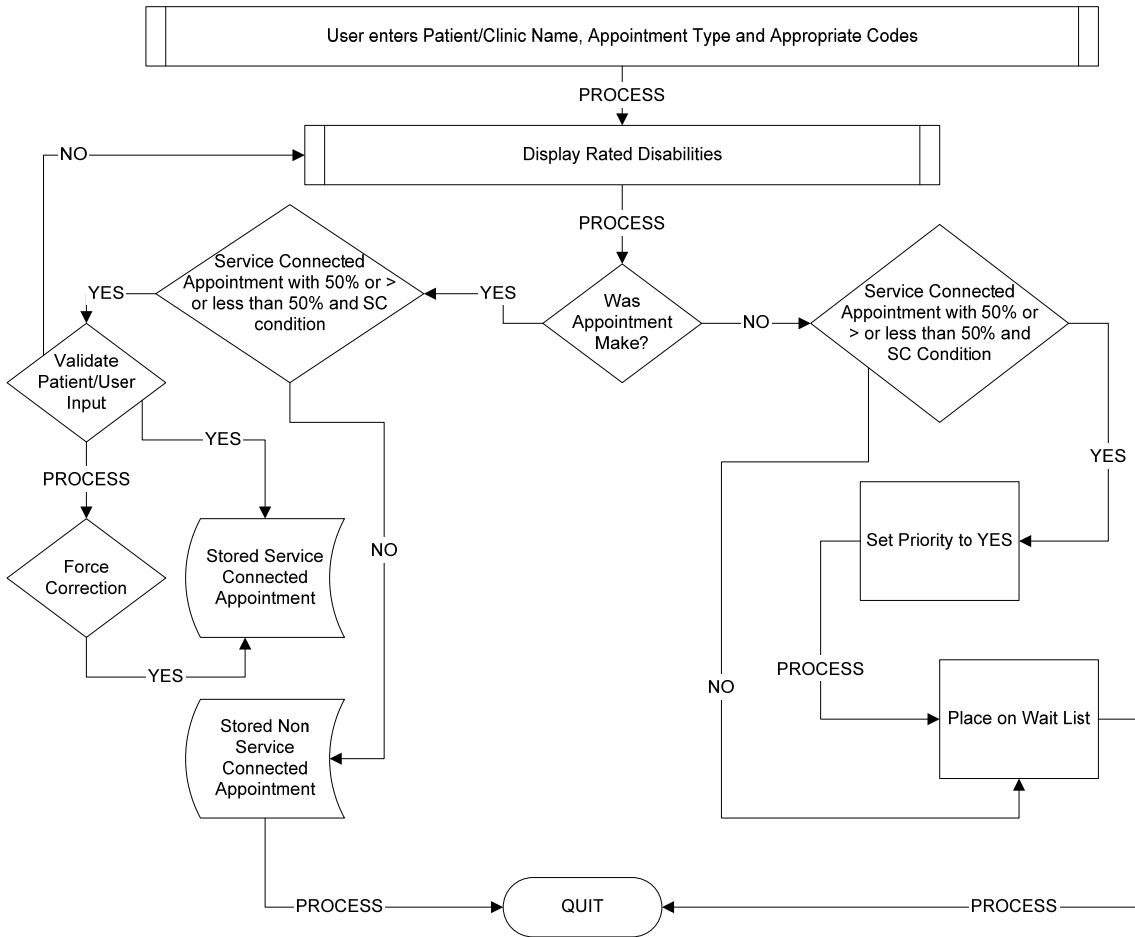 User enters Patient/Clinic Name, Appointment Type and Appropriate Codes
PROCESS
NO
Display Rated Disabilities
PROCESS
Service Connected
Appointment with 50% or >
or less than 50% and SC
condition
YES
YES
Was
Appointment
Make?
NO
Service Connected
Appointment with 50% or
> or less than 50% and
SC Condition
Validate
Patient/User
Input
YES
YES
PROCESS
Force
Correction
Stored Service
Connected
Appointment
NO
Set Priority to YES
YES
PROCESS
NO
Place on Wait List
Stored Non
Service
Connected
Appointment
PROCESS
QUIT
PROCESS